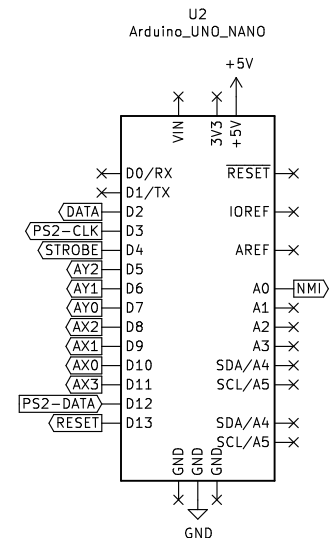 U2
Arduino_UNO_NANO
+5V
VIN
3V3
+5V
D0/RX
D1/TX
DATA D2
PS2-CLK D3
STROBE D4
AY2 D5
AY1 D6
AY0 D7
AX2 D8
AX1 D9
AX0 D10
AX3 D11
PS2-DATA D12
RESET D13
RESET
IOREF
AREF
A0 NMI
A1
A2
A3
SDA/A4
SCL/A5
SDA/A4
SCL/A5
GND
GND
GND
GND